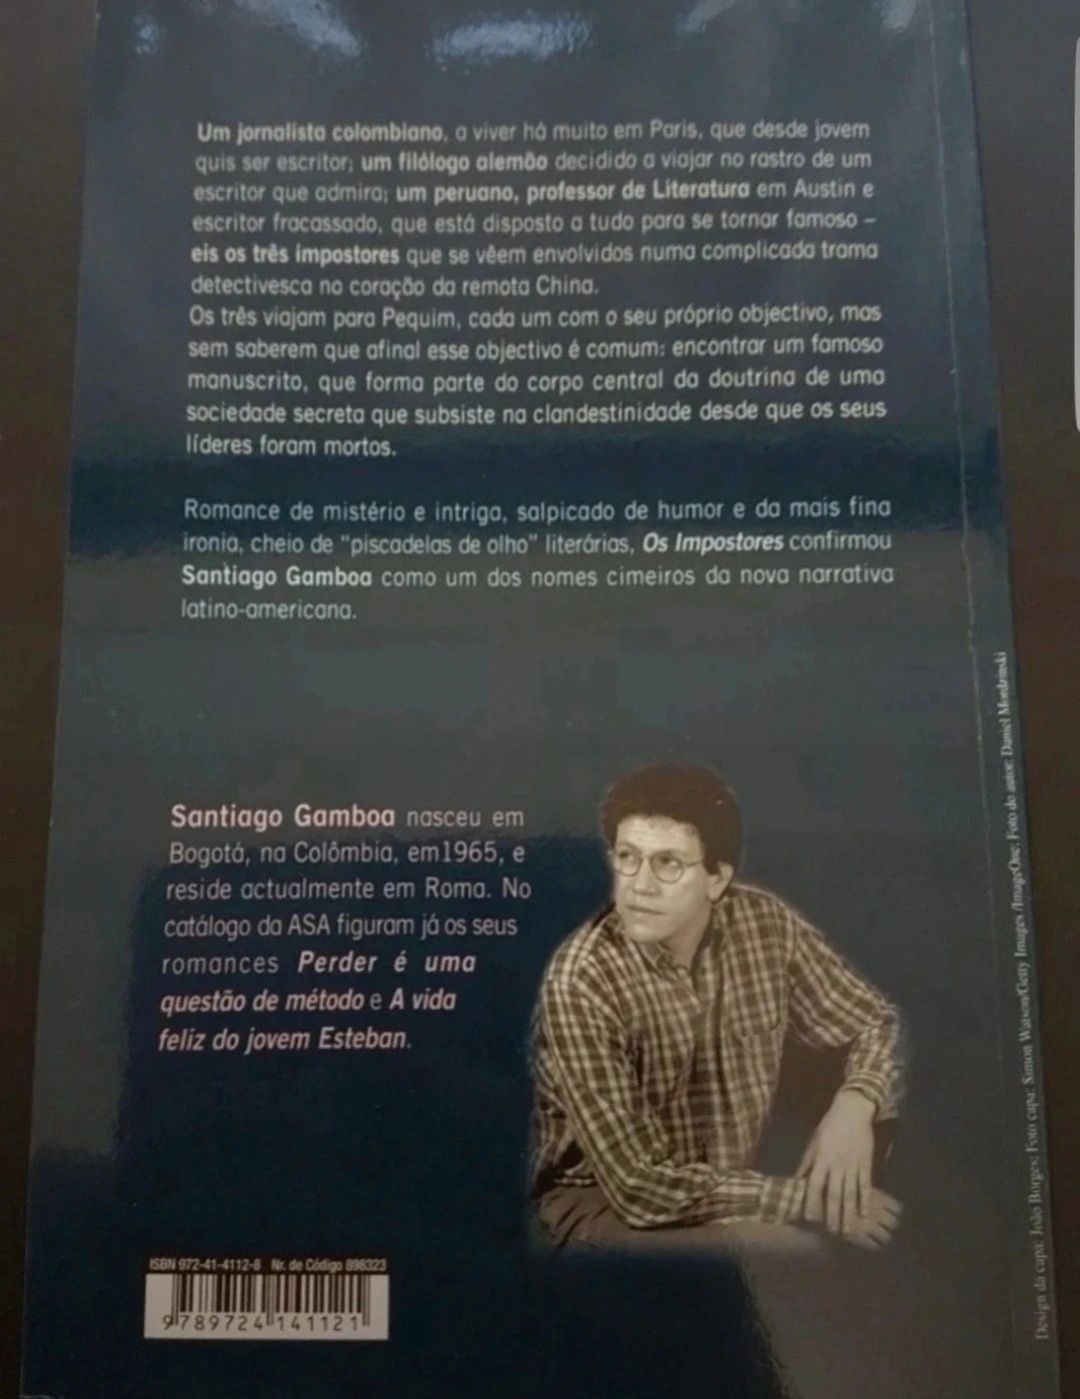 Um jornalista colombiano, a viver há muito em Paris, que desde jovem
quis ser escritor; um filólogo alemão decidido a viajar no rastro de um
escritor que admira; um peruano, professor de Literatura em Austin e
escritor fracassado, que está disposto a tudo para se tornar famoso –
eis os três impostores que se vêem envolvidos numa complicada trama
detectivesca no coração da remota China.
Os três viajam para Pequim, cada um com o seu próprio objectivo, mas
sem saberem que afinal esse objectivo é comum: encontrar um famoso
manuscrito, que forma parte do corpo central da doutrina de uma
sociedade secreta que subsiste na clandestinidade desde que os seus
líderes foram mortos.
Romance de mistério e intriga, salpicado de humor e da mais fina
ironia, cheio de "piscadelas de olho" literárias, Os Impostores confirmou
Santiago Gamboa como um dos nomes cimeiros da nova narrativa
latino-americana.
Santiago Gamboa nasceu em
Bogotá, na Colômbia, em1965, e
reside actualmente em Roma. No
catálogo da ASA figuram já os seus
romances Perder é uma
questão de método e A vida
feliz do jovem Esteban.
ISBN 972-41-4112-8 Nr. de Código 898323
9789724141121
Design da capa: João Borges; Foto capa: Simon Watson/Getty Images /ImageOne; Foto do autor: Daniel Mordzinski